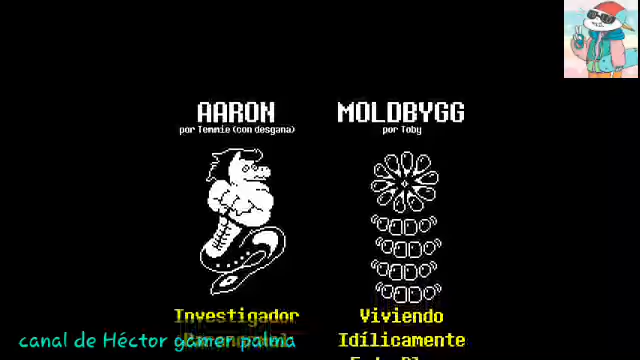 AARON
por Temmie (con desgana)
MOLDBYGG
por Toby
Investigador
Viviendo
Idílicamente
canal de Héctor gamer palma